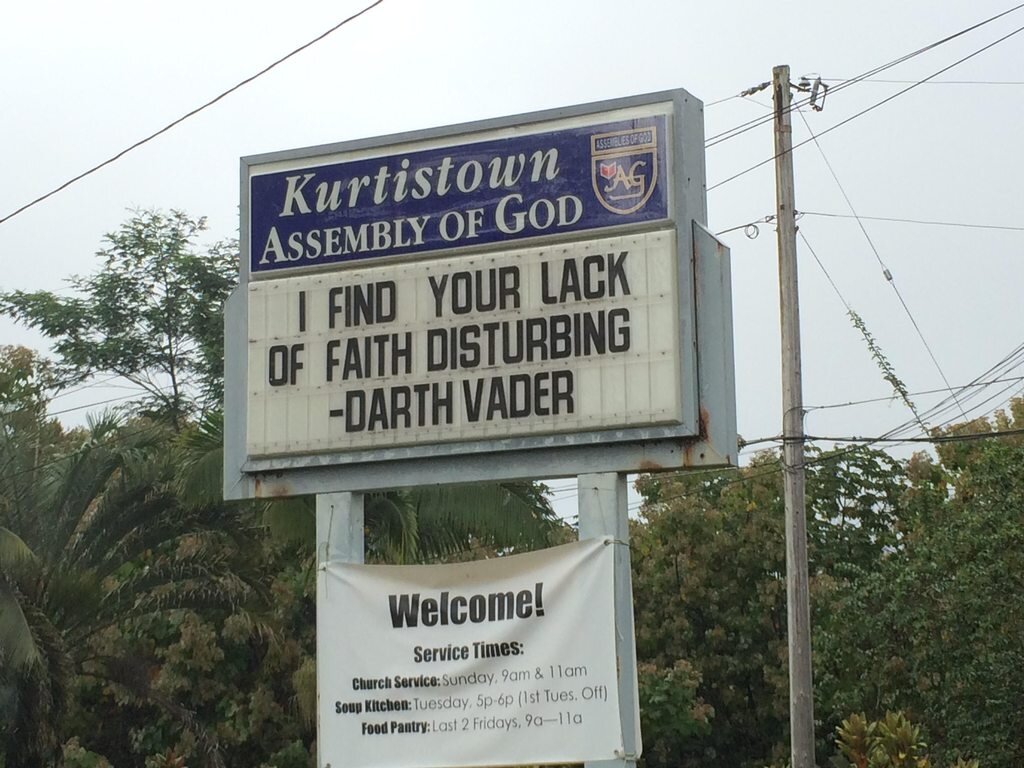 Kurtistown
ASSEMBLY OF GOD
ASSEMBLIES OF GOD
AG
I FIND YOUR LACK
OF FAITH DISTURBING
-DARTH VADER
Welcome!
Service Times:
Church Service: Sunday, 9am & 11am
Soup Kitchen: Tuesday, 5p-6p (1st Tues. Off)
Food Pantry: Last 2 Fridays, 9a—11a